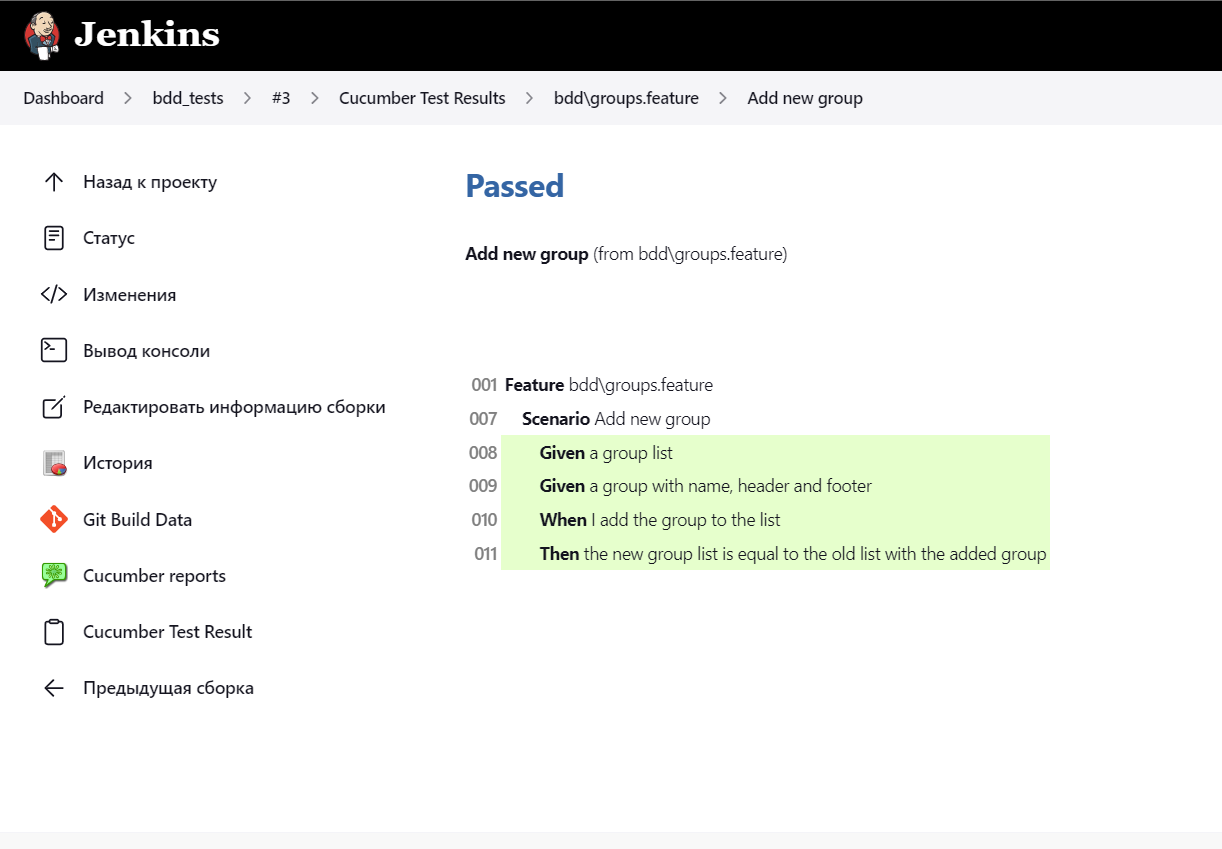 Jenkins
Dashboard > bdd_tests > #3 > Cucumber Test Results > bdd\groups.feature > Add new group
Назад к проекту
Статус
Изменения
Вывод консоли
Редактировать информацию сборки
История
Git Build Data
Cucumber reports
Cucumber Test Result
Предыдущая сборка
Passed
Add new group (from bdd\groups.feature)
001 Feature bdd\groups.feature
007 Scenario Add new group
008 Given a group list
009 Given a group with name, header and footer
010 When I add the group to the list
011 Then the new group list is equal to the old list with the added group